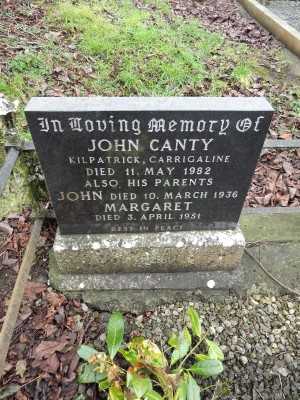 In Loving Memory Of
JOHN CANTY
KILPATRICK, CARRIGALINE
DIED 11. MAY 1982
ALSO HIS PARENTS
JOHN DIED 10. MARCH 1936
MARGARET
DIED 3. APRIL 1951
REST IN PEACE